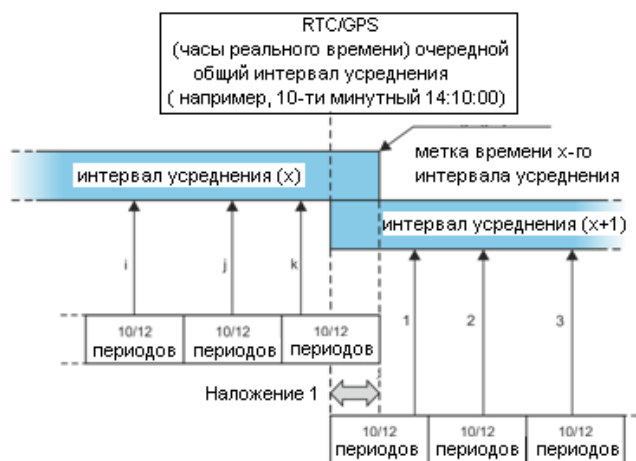 RTC/GPS
(часы реального времени) очередной
общий интервал усреднения
( например, 10-ти минутный 14:10:00)
метка времени x-го
интервала усреднения
интервал усреднения (x)
интервал усреднения (x+1)
i
j
k
1
2
3
10/12
периодов
10/12
периодов
10/12
периодов
Наложение 1
10/12
периодов
10/12
периодов
10/12
периодов